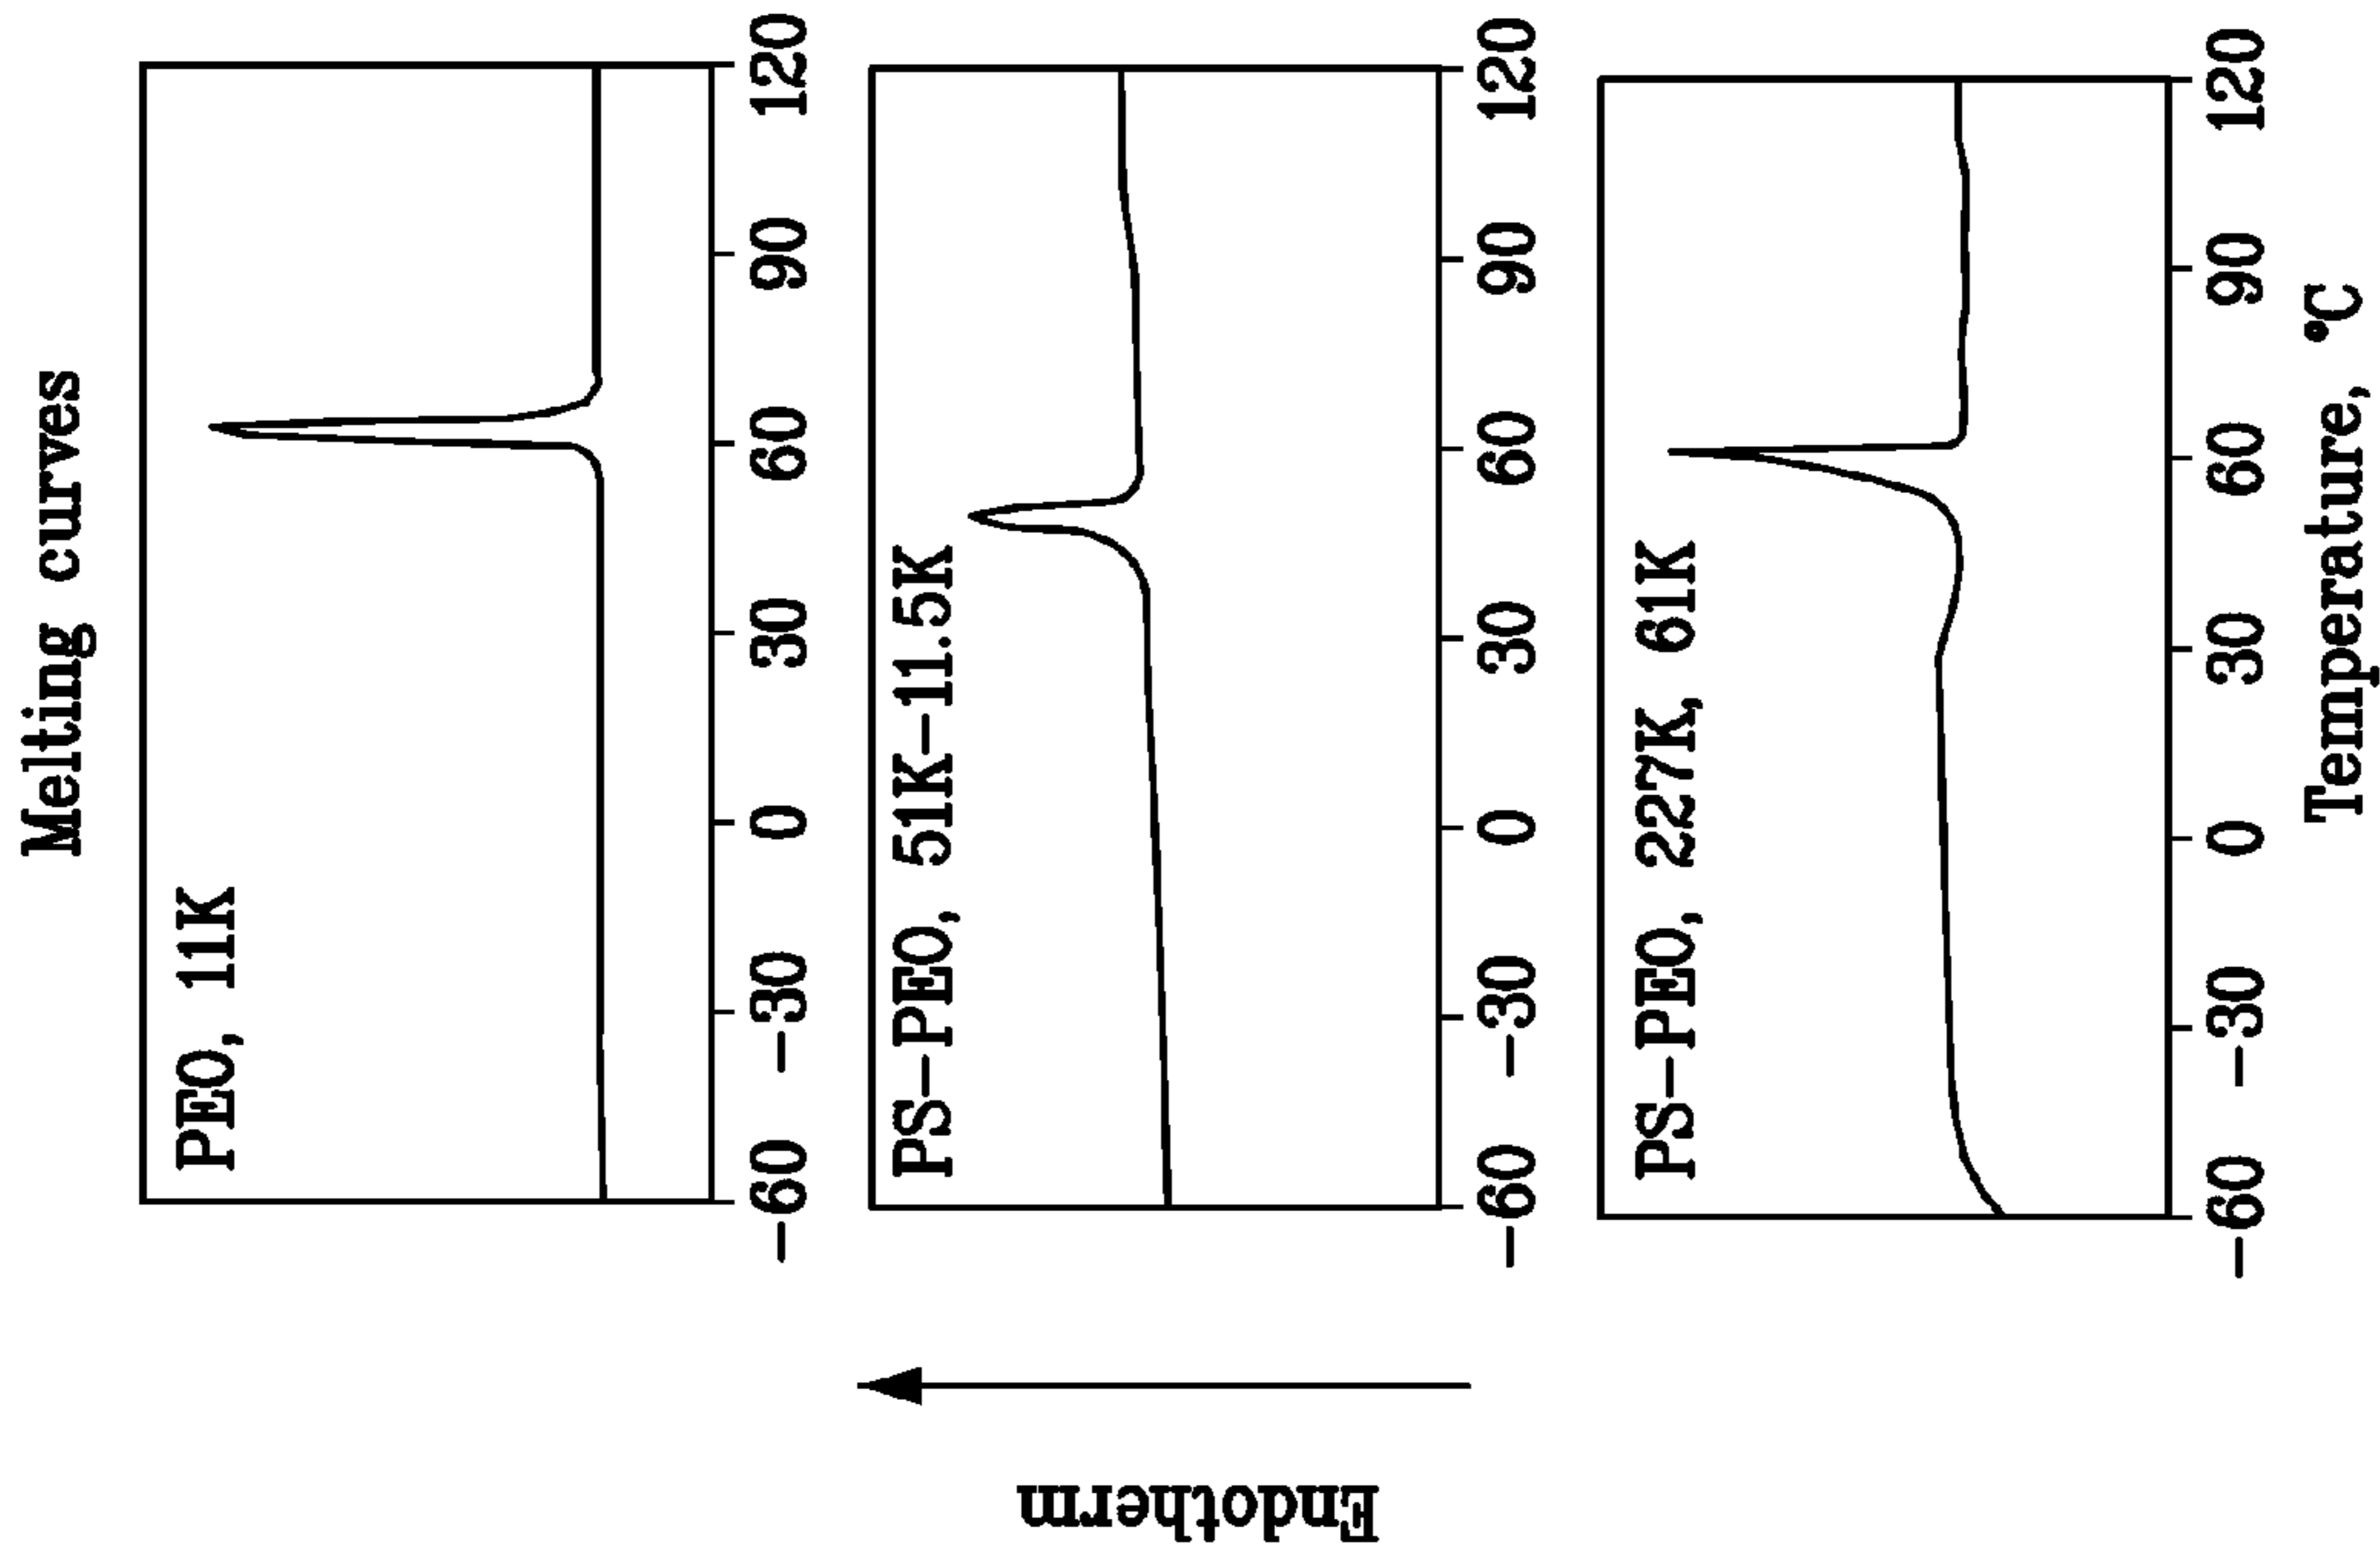 Melting curves
PEO, 11K
-60 -30 0 30 60 90 120
PS-PEO, 51K-11.5K
-60 -30 0 30 60 90 120
PS-PEO, 227K, 61K
-60 -30 0 30 60 90 120
Temperature, °C
Endotherm